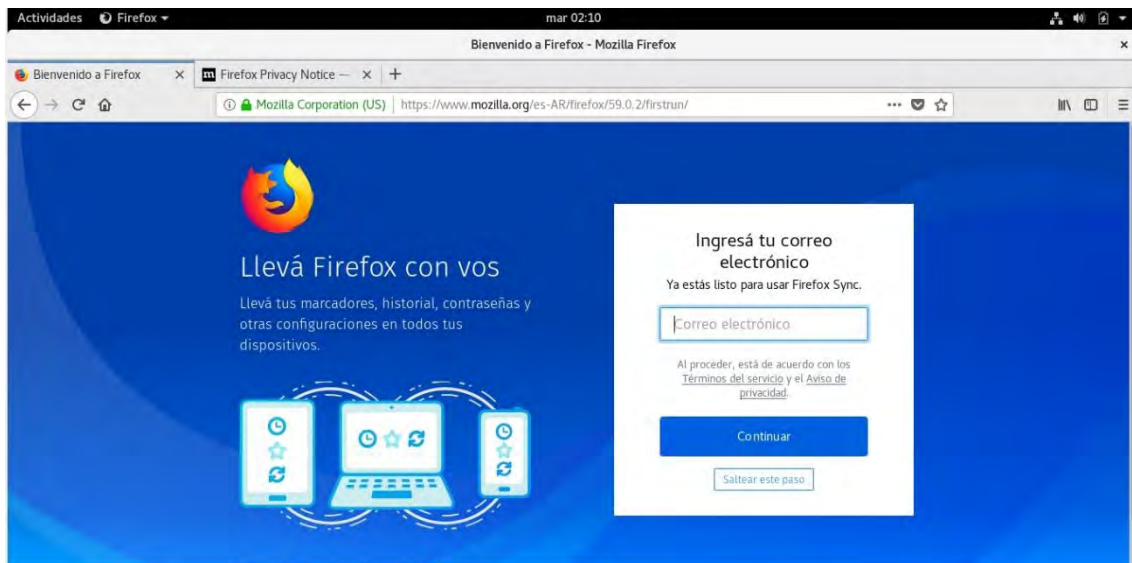 Actividades Firefox mar 02:10
Bienvenido a Firefox - Mozilla Firefox
Bienvenido a Firefox Firefox Privacy Notice —
Mozilla Corporation (US) https://www.mozilla.org/es-AR/firefox/59.0.2/firstrun/
Llevá Firefox con vos
Llevá tus marcadores, historial, contraseñas y
otras configuraciones en todos tus
dispositivos.
Ingresá tu correo
electrónico
Ya estás listo para usar Firefox Sync.
Correo electrónico
Al proceder, está de acuerdo con los
Términos del servicio y el Aviso de
privacidad.
Continuar
Saltear este paso